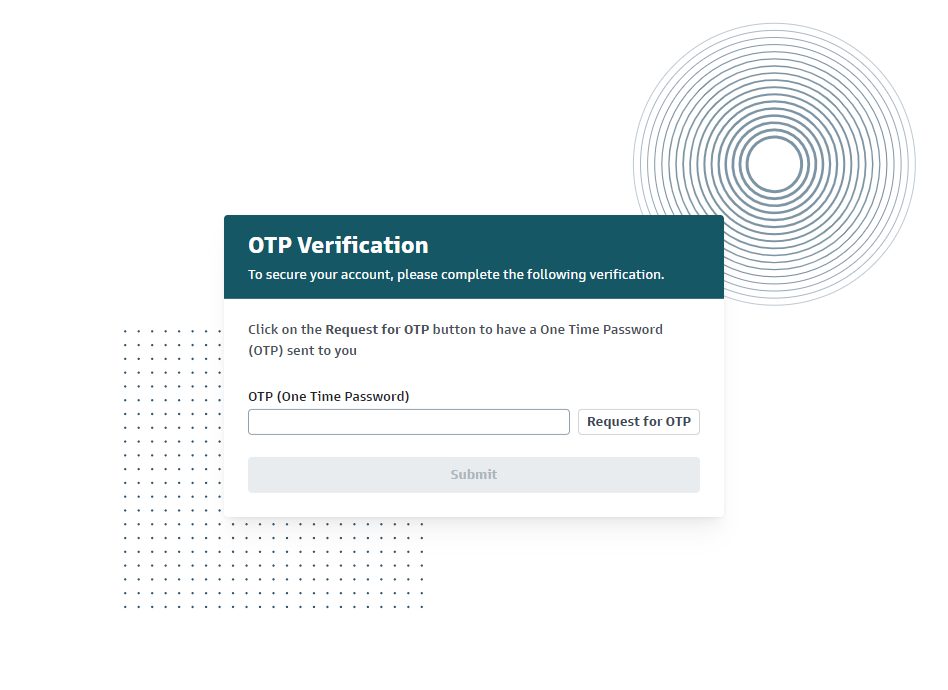 OTP Verification
To secure your account, please complete the following verification.
Click on the Request for OTP button to have a One Time Password
(OTP) sent to you
OTP (One Time Password)
Request for OTP
Submit